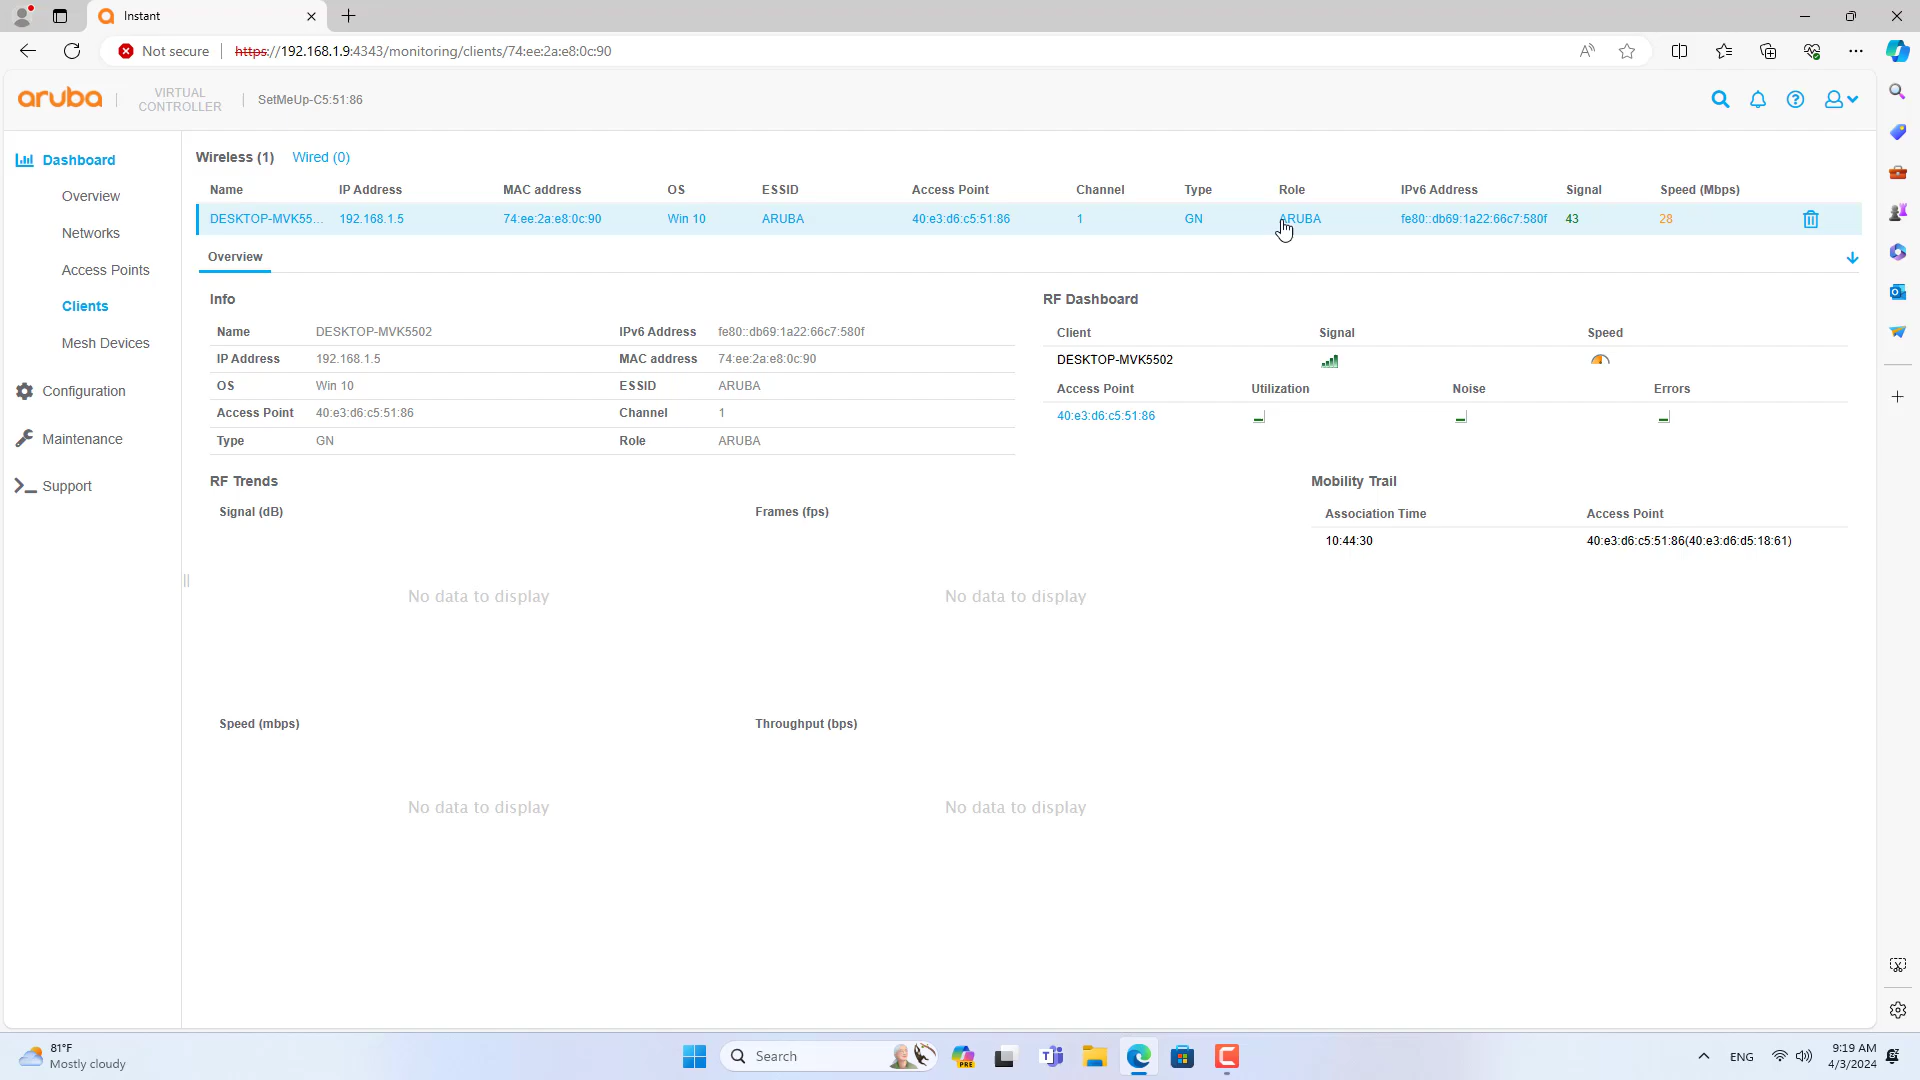 Instant
Not secure
https://192.168.1.9:4343/monitoring/clients/74:ee:2a:e8:0c:90
aruba
VIRTUAL
CONTROLLER
SetMeUp-C5:51:86
Dashboard
Overview
Networks
Access Points
Clients
Mesh Devices
Configuration
Maintenance
Support
Wireless (1) Wired (0)
Name IP Address MAC address OS ESSID Access Point Channel Type Role IPv6 Address Signal Speed (Mbps)
DESKTOP-MVK55... 192.168.1.5 74:ee:2a:e8:0c:90 Win 10 ARUBA 40:e3:d6:c5:51:86 1 GN ARUBA fe80::db69:1a22:66c7:580f 43 28
Overview
Info
Name DESKTOP-MVK5502 IPv6 Address fe80::db69:1a22:66c7:580f
IP Address 192.168.1.5 MAC address 74:ee:2a:e8:0c:90
OS Win 10 ESSID ARUBA
Access Point 40:e3:d6:c5:51:86 Channel 1
Type GN Role ARUBA
RF Dashboard
Client Signal Speed
DESKTOP-MVK5502
Access Point Utilization Noise Errors
40:e3:d6:c5:51:86
RF Trends
Signal (dB) Frames (fps)
No data to display No data to display
Speed (mbps) Throughput (bps)
No data to display No data to display
Mobility Trail
Association Time Access Point
10:44:30 40:e3:d6:c5:51:86(40:e3:d6:d5:18:61)
81°F
Mostly cloudy
Search
PRE
ENG
9:19 AM
4/3/2024